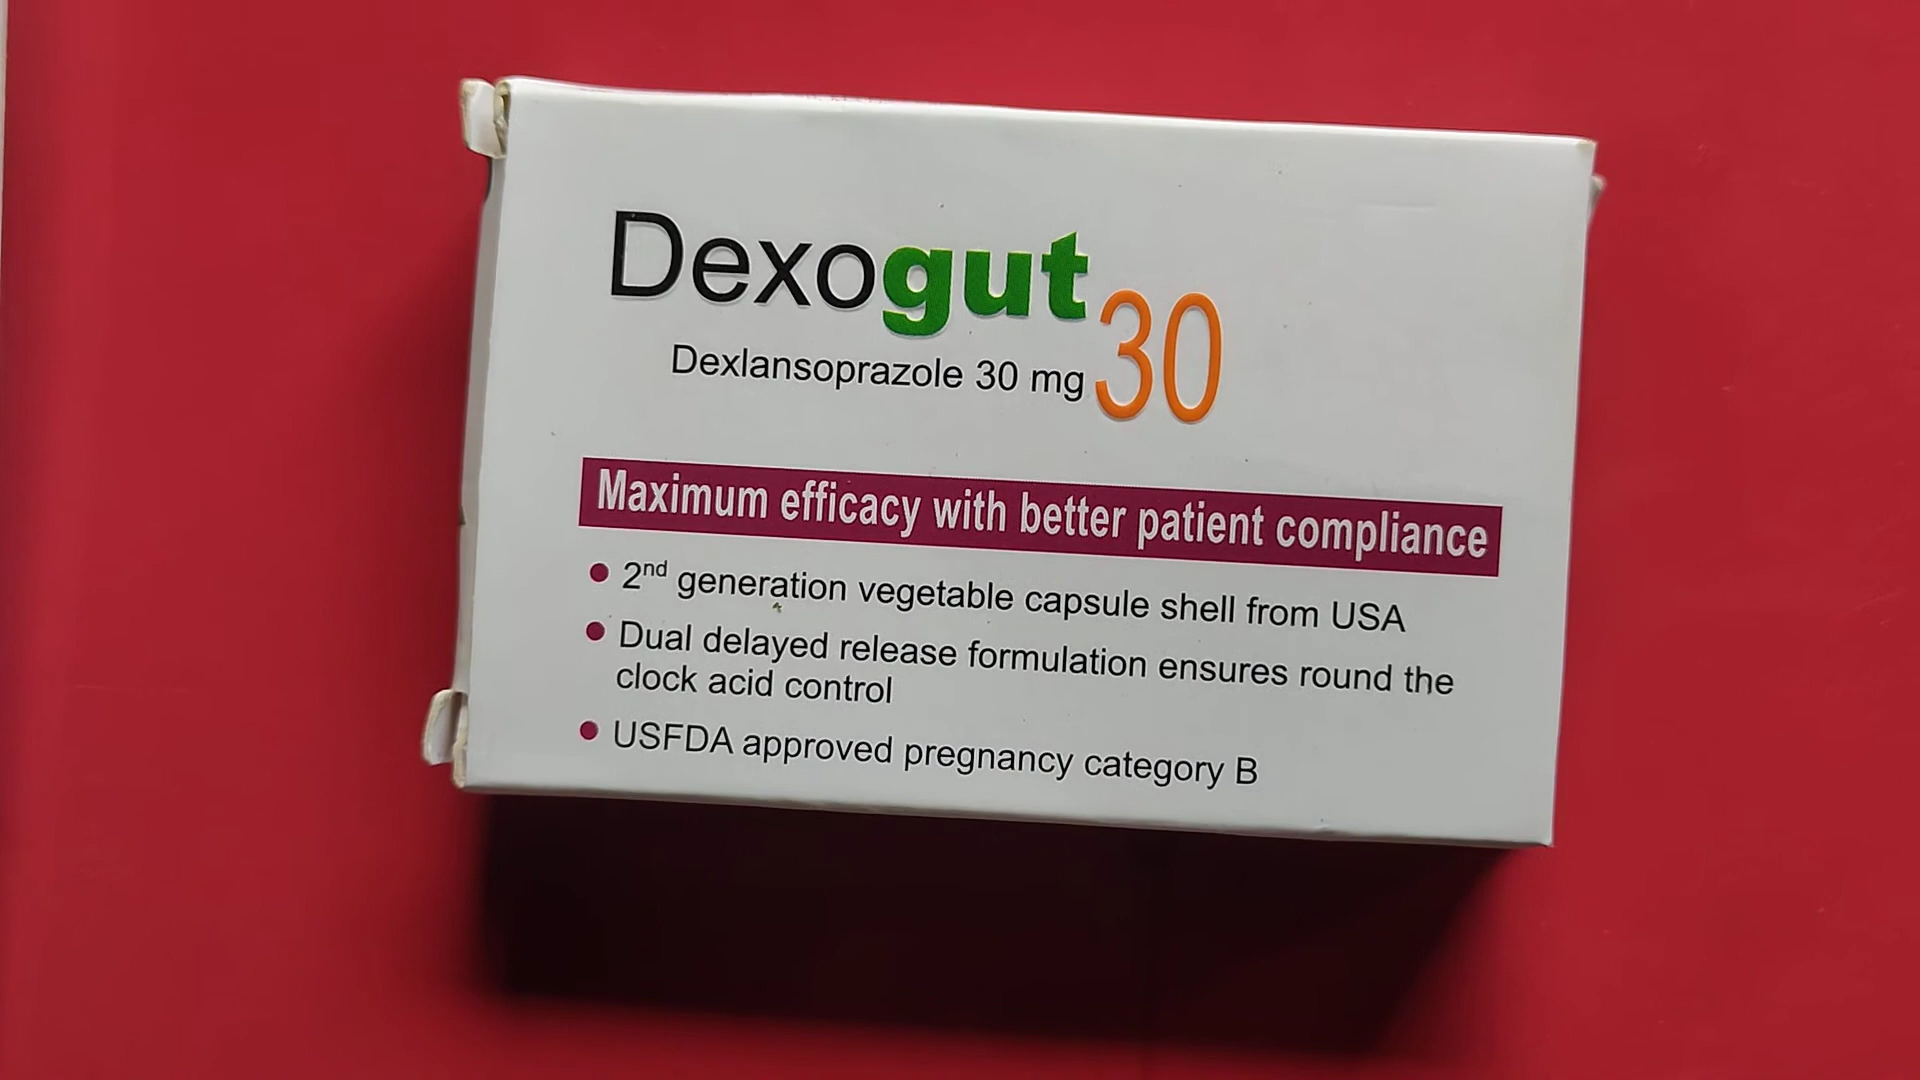 Dexogut 30
Dexlansoprazole 30 mg
Maximum efficacy with better patient compliance
• 2nd generation vegetable capsule shell from USA
• Dual delayed release formulation ensures round the
clock acid control
• USFDA approved pregnancy category B